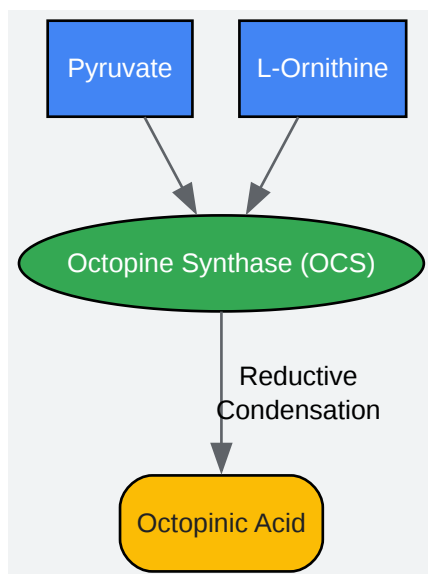 Pyruvate
L-Ornithine
Octopine Synthase (OCS)
Reductive
Condensation
Octopinic Acid